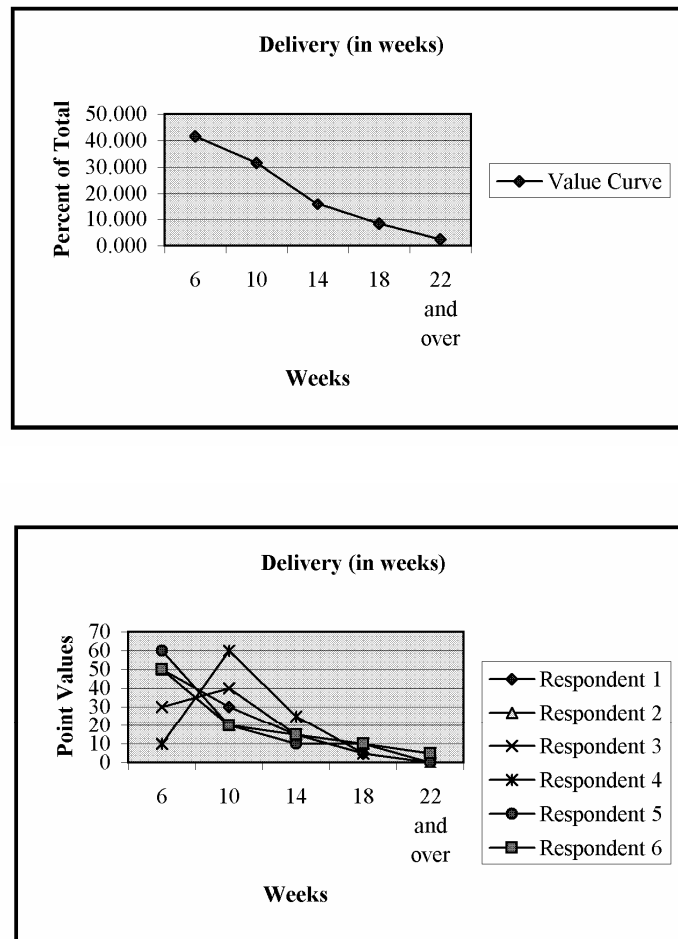 Delivery (in weeks)
Percent of Total
50.000
40.000
30.000
20.000
10.000
0.000
6 10 14 18 22
and
over
Weeks
Value Curve
Delivery (in weeks)
Point Values
70
60
50
40
30
20
10
0
6 10 14 18 22
and
over
Weeks
Respondent 1
Respondent 2
Respondent 3
Respondent 4
Respondent 5
Respondent 6